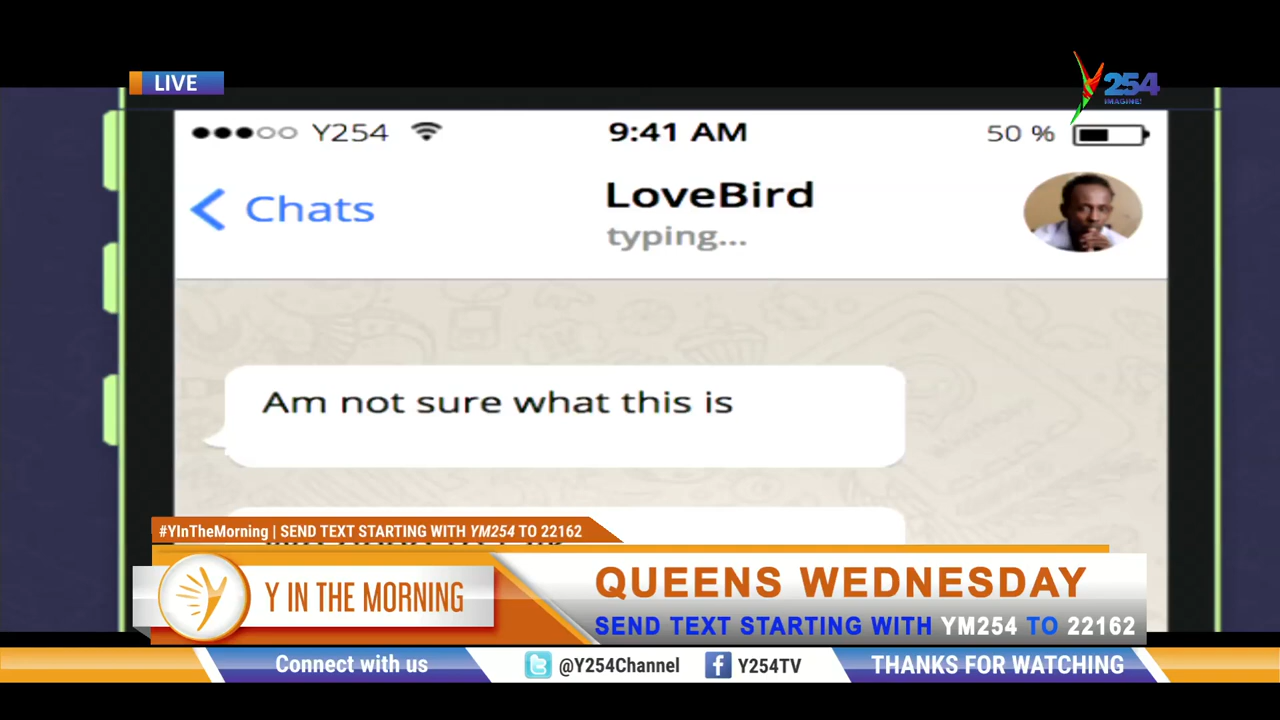 LIVE
Y254
IMAGINE!
Y254
9:41 AM
50 %
Chats
LoveBird
typing...
Am not sure what this is
#YInTheMorning | SEND TEXT STARTING WITH YM254 TO 22162
Y IN THE MORNING
QUEENS WEDNESDAY
SEND TEXT STARTING WITH YM254 TO 22162
Connect with us
@Y254Channel
Y254TV
THANKS FOR WATCHING